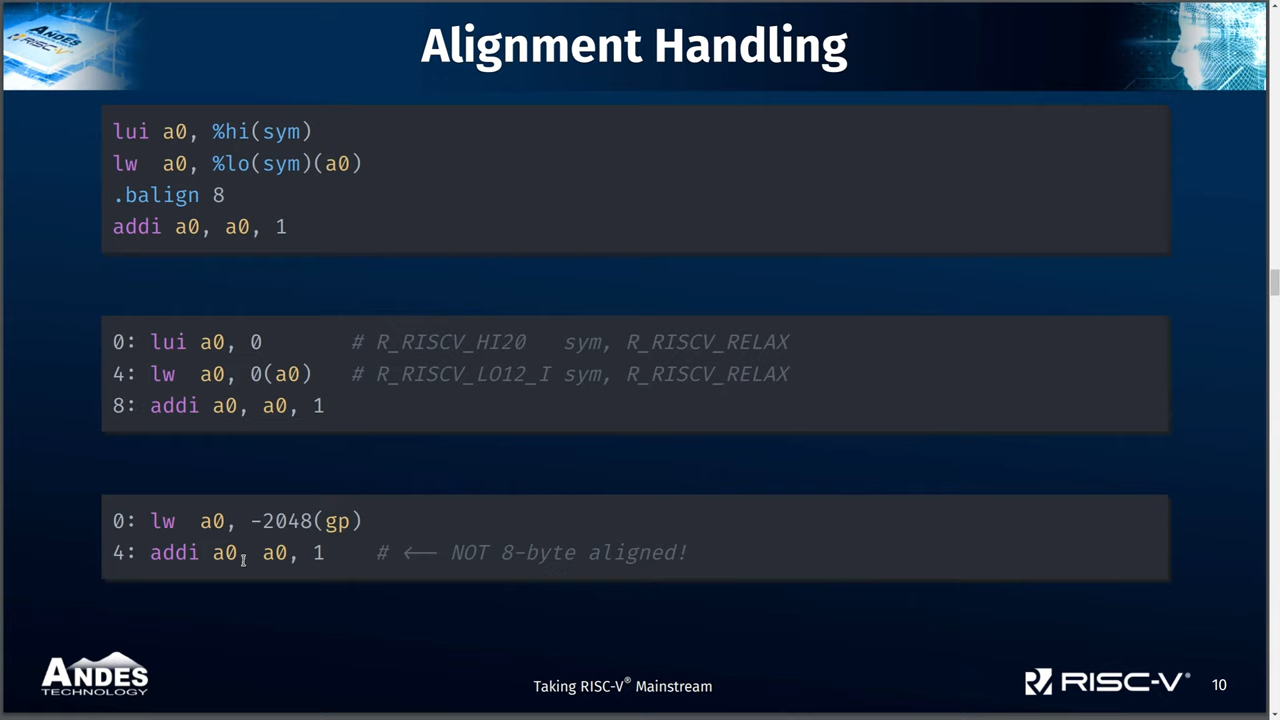 ANDES
RISC-V
Alignment Handling
lui a0, %hi(sym)
lw  a0, %lo(sym)(a0)
.balign 8
addi a0, a0, 1
0: lui a0, 0       # R_RISCV_HI20   sym, R_RISCV_RELAX
4: lw  a0, 0(a0)   # R_RISCV_LO12_I sym, R_RISCV_RELAX
8: addi a0, a0, 1
0: lw  a0, -2048(gp)
4: addi a0, a0, 1    # <-- NOT 8-byte aligned!
ANDES
TECHNOLOGY
Taking RISC-V® Mainstream
RISC-V®
10